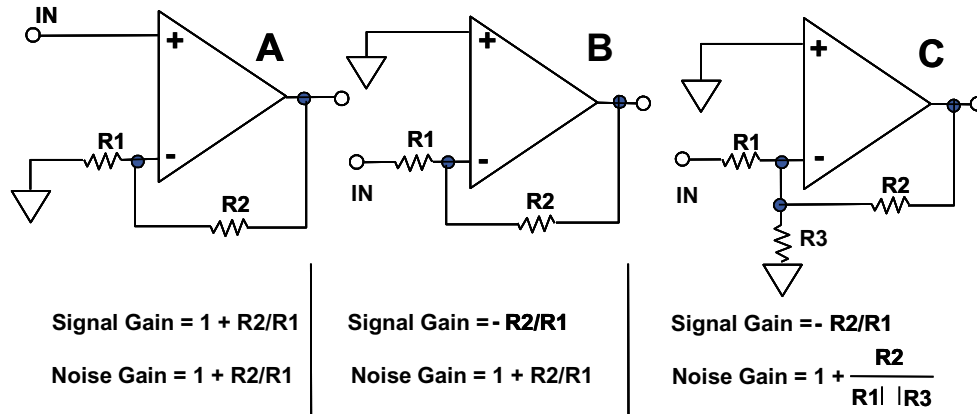 IN
+
A
R1
-
R2
+
B
R1
-
IN
R2
+
C
R1
-
IN
R2
R3
Signal Gain = 1 + R2/R1
Noise Gain = 1 + R2/R1
Signal Gain =- R2/R1
Noise Gain = 1 + R2/R1
Signal Gain =- R2/R1
Noise Gain = 1 + R2
R1| |R3